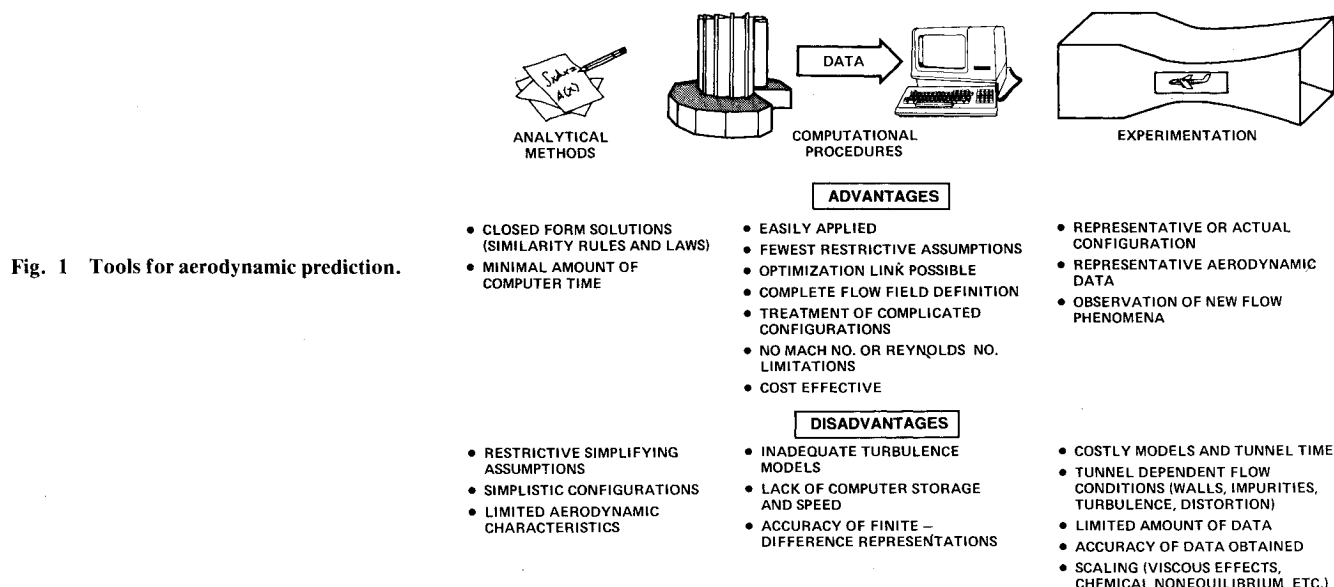 ∫xdx=
A(x)
DATA
ANALYTICAL
METHODS
COMPUTATIONAL
PROCEDURES
EXPERIMENTATION
ADVANTAGES
• CLOSED FORM SOLUTIONS
(SIMILARITY RULES AND LAWS)
• MINIMAL AMOUNT OF
COMPUTER TIME
• EASILY APPLIED
• FEWEST RESTRICTIVE ASSUMPTIONS
• OPTIMIZATION LINK POSSIBLE
• COMPLETE FLOW FIELD DEFINITION
• TREATMENT OF COMPLICATED
CONFIGURATIONS
• NO MACH NO. OR REYNOLDS NO.
LIMITATIONS
• COST EFFECTIVE
• REPRESENTATIVE OR ACTUAL
CONFIGURATION
• REPRESENTATIVE AERODYNAMIC
DATA
• OBSERVATION OF NEW FLOW
PHENOMENA
Fig. 1 Tools for aerodynamic prediction.
DISADVANTAGES
• RESTRICTIVE SIMPLIFYING
ASSUMPTIONS
• SIMPLISTIC CONFIGURATIONS
• LIMITED AERODYNAMIC
CHARACTERISTICS
• INADEQUATE TURBULENCE
MODELS
• LACK OF COMPUTER STORAGE
AND SPEED
• ACCURACY OF FINITE –
DIFFERENCE REPRESENTATIONS
• COSTLY MODELS AND TUNNEL TIME
• TUNNEL DEPENDENT FLOW
CONDITIONS (WALLS, IMPURITIES,
TURBULENCE, DISTORTION)
• LIMITED AMOUNT OF DATA
• ACCURACY OF DATA OBTAINED
• SCALING (VISCOUS EFFECTS,
CHEMICAL NONEQUILIBRIUM, ETC.)